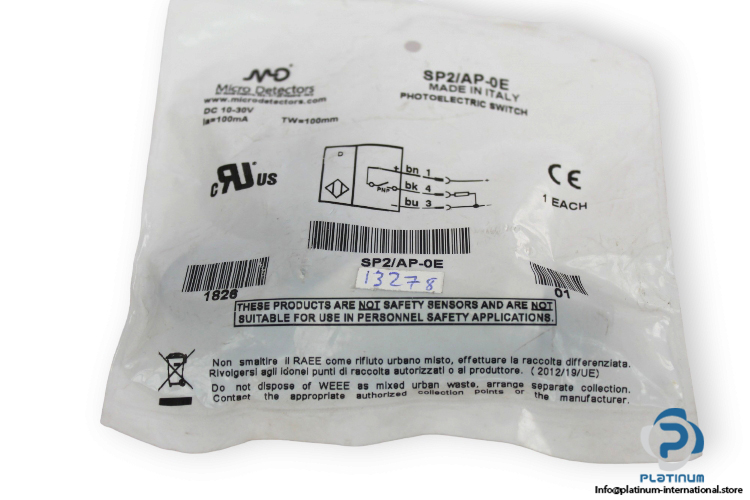 MD
Micro Detectors
www.microdetectors.com
DC 10-30V
Ia=100mA TW=100mm
SP2/AP-0E
MADE IN ITALY
PHOTOELECTRIC SWITCH
c RU US
+ bn 1
PNP bk 4
- bu 3
CE
1 EACH
SP2/AP-0E
13278
1826
01
THESE PRODUCTS ARE NOT SAFETY SENSORS AND ARE NOT
SUITABLE FOR USE IN PERSONNEL SAFETY APPLICATIONS.
Non smaltire il RAEE come rifiuto urbano misto, effettuare la raccolta differenziata.
Rivolgersi agli idonei punti di raccolta autorizzati o al produttore. (2012/19/UE)
Do not dispose of WEEE as mixed urban waste, arrange separate collection.
Contact the appropriate authorized collection points or the manufacturer.
PLATINUM
Info@platinum-international.store